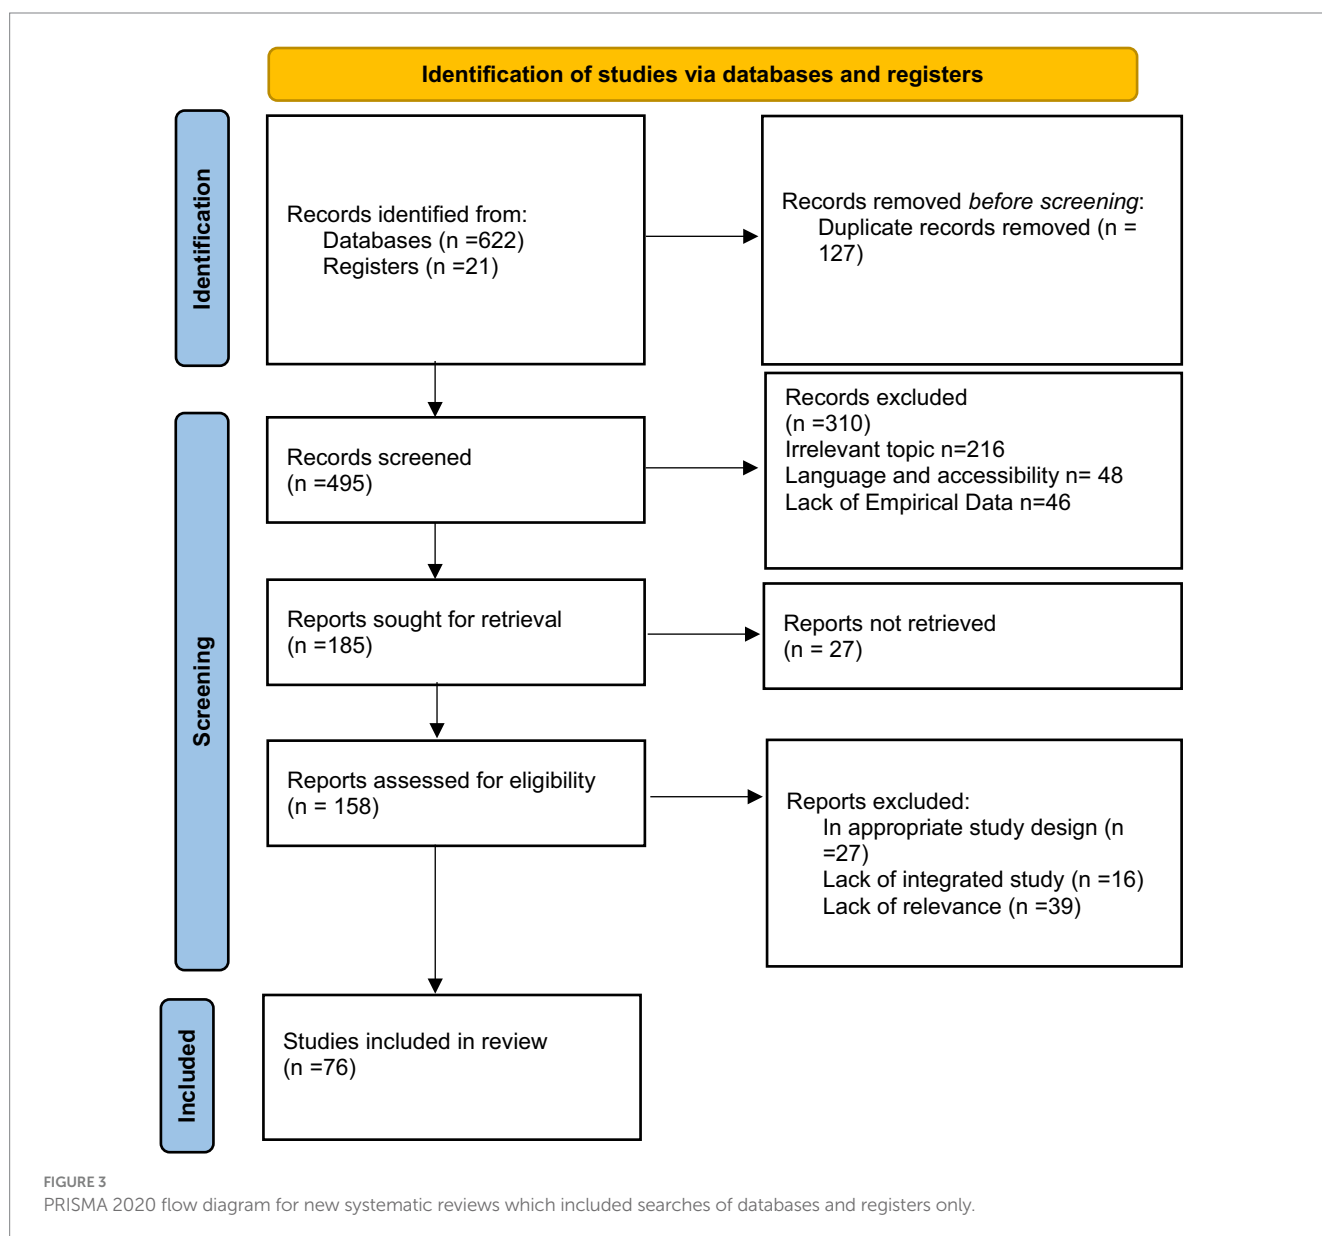 Identification of studies via databases and registers
Identification
Records identified from:
Databases (n =622)
Registers (n =21)
Records removed before screening:
Duplicate records removed (n =
127)
Screening
Records screened
(n =495)
Records excluded
(n =310)
Irrelevant topic n=216
Language and accessibility n= 48
Lack of Empirical Data n=46
Reports sought for retrieval
(n =185)
Reports not retrieved
(n = 27)
Reports assessed for eligibility
(n = 158)
Reports excluded:
In appropriate study design (n
=27)
Lack of integrated study (n =16)
Lack of relevance (n =39)
Included
Studies included in review
(n =76)
FIGURE 3
PRISMA 2020 flow diagram for new systematic reviews which included searches of databases and registers only.